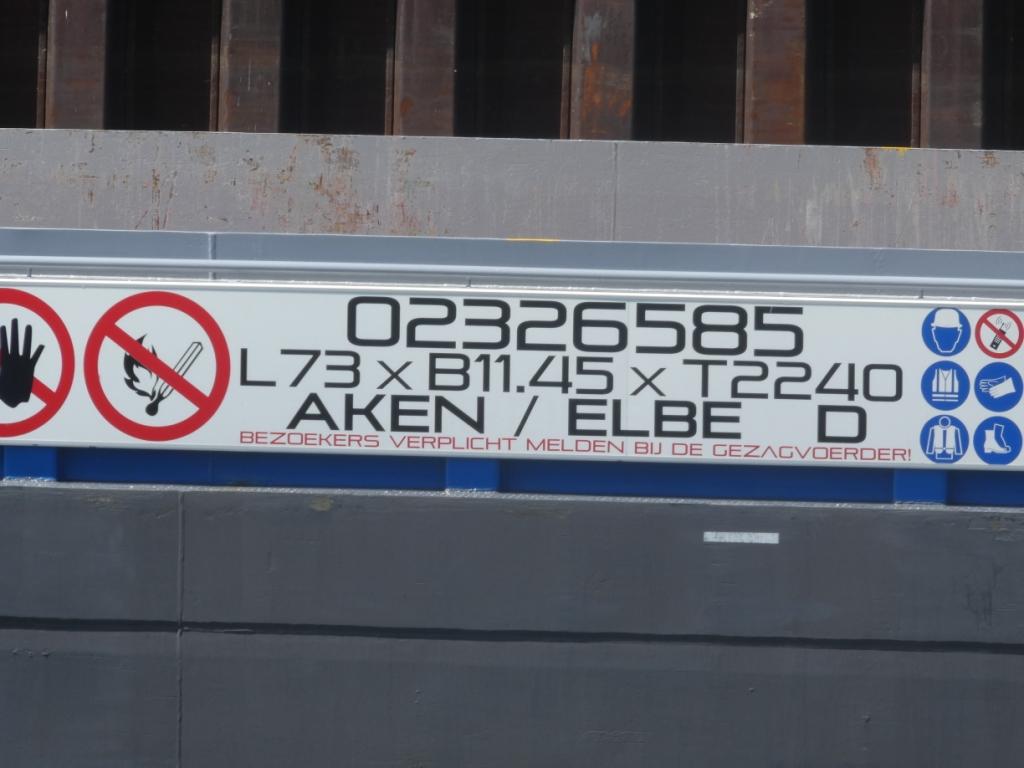 02326585
L73 x B11.45 x T2240
AKEN / ELBE D
BEZOEKERS VERPLICHT MELDEN BIJ DE GEZAGVOERDER!